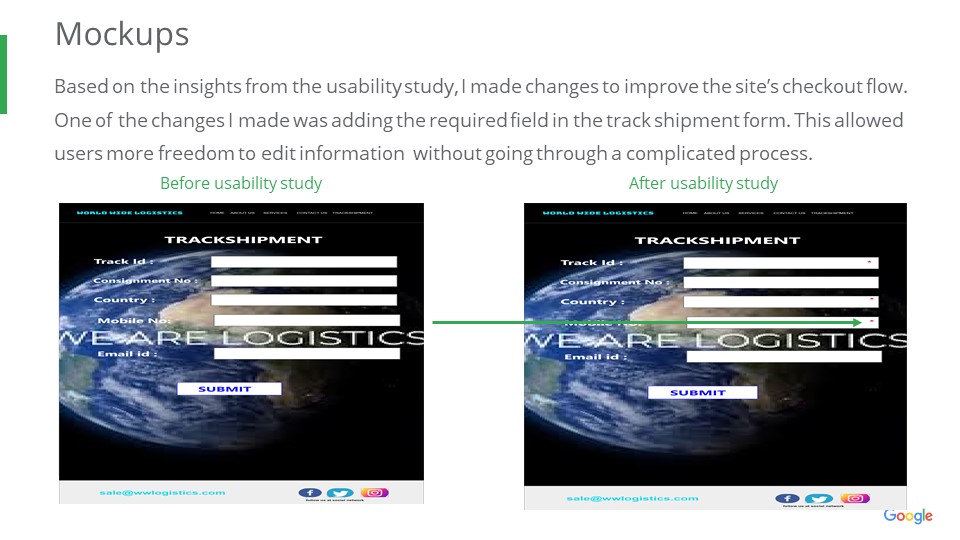 Mockups
Based on the insights from the usability study, I made changes to improve the site’s checkout flow.
One of the changes I made was adding the required field in the track shipment form. This allowed
users more freedom to edit information without going through a complicated process.
Before usability study
After usability study
WORLD WIDE LOGISTICS HOME ABOUT US SERVICES CONTACT US TRACKSHIPMENT
TRACKSHIPMENT
Track Id :
Consignment No :
Country :
Mobile No:
WE ARE LOGISTICS
Email id :
SUBMIT
sale@wwlogistics.com
follow us at social network
WORLD WIDE LOGISTICS HOME ABOUT US SERVICES CONTACT US TRACKSHIPMENT
TRACKSHIPMENT
Track Id : *
Consignment No :
Country : *
Mobile No: *
WE ARE LOGISTICS
Email id :
SUBMIT
sale@wwlogistics.com
follow us at social network
Google